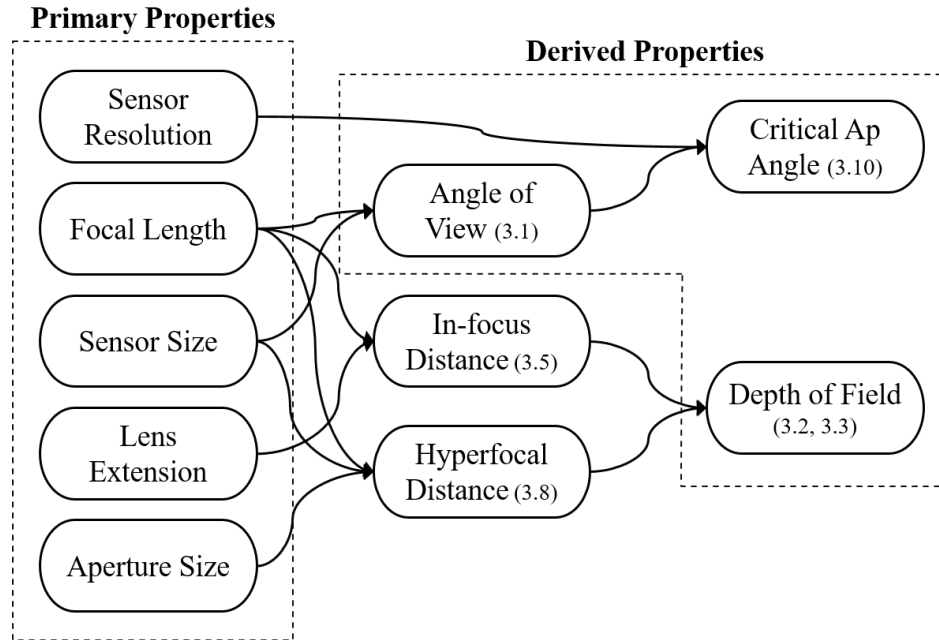 Primary Properties
Sensor
Resolution
Focal Length
Sensor Size
Lens
Extension
Aperture Size
Derived Properties
Angle of
View (3.1)
In-focus
Distance (3.5)
Hyperfocal
Distance (3.8)
Critical Ap
Angle (3.10)
Depth of Field
(3.2, 3.3)